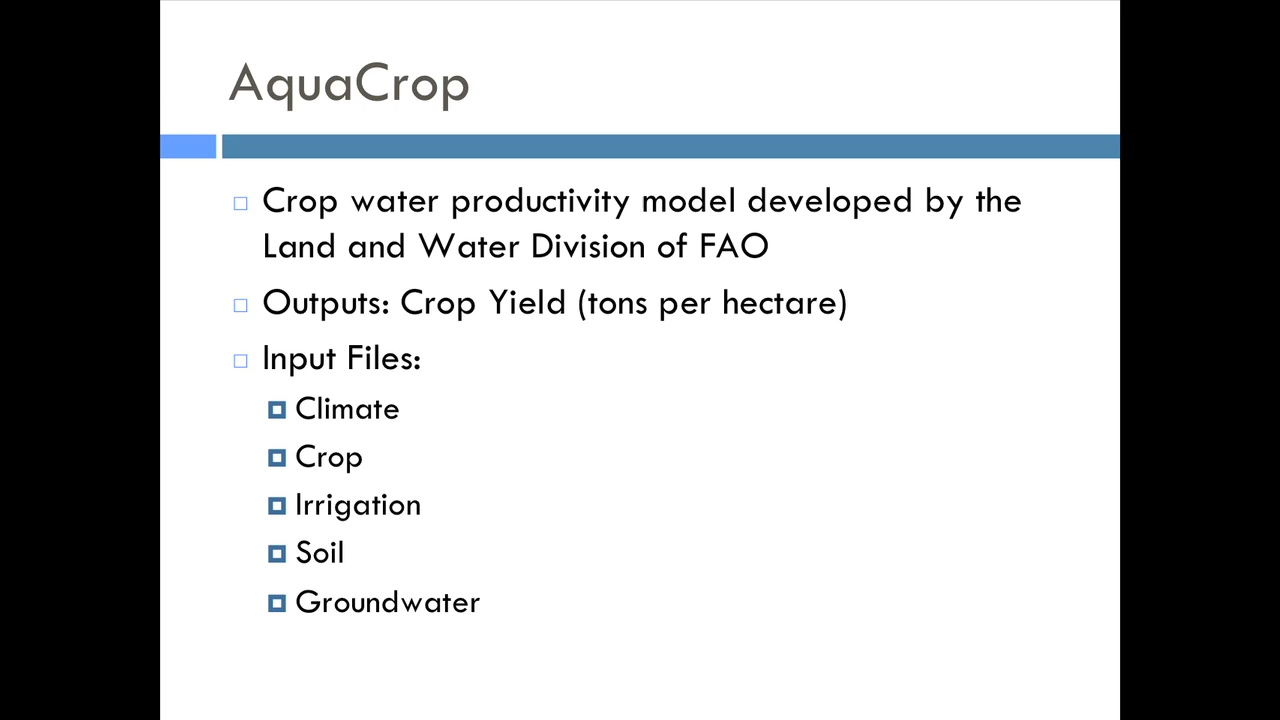 AquaCrop
Crop water productivity model developed by the
Land and Water Division of FAO
Outputs: Crop Yield (tons per hectare)
Input Files:
Climate
Crop
Irrigation
Soil
Groundwater